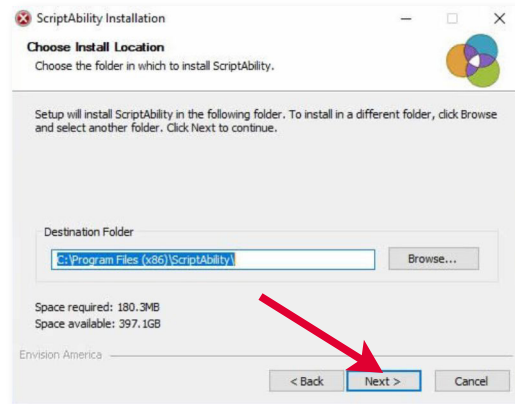 ScriptAbility Installation
Choose Install Location
Choose the folder in which to install ScriptAbility.
Setup will install ScriptAbility in the following folder. To install in a different folder, click Browse
and select another folder. Click Next to continue.
Destination Folder
C:\Program Files (x86)\ScriptAbility\
Browse...
Space required: 180.3MB
Space available: 397.1GB
Envision America
< Back
Next >
Cancel